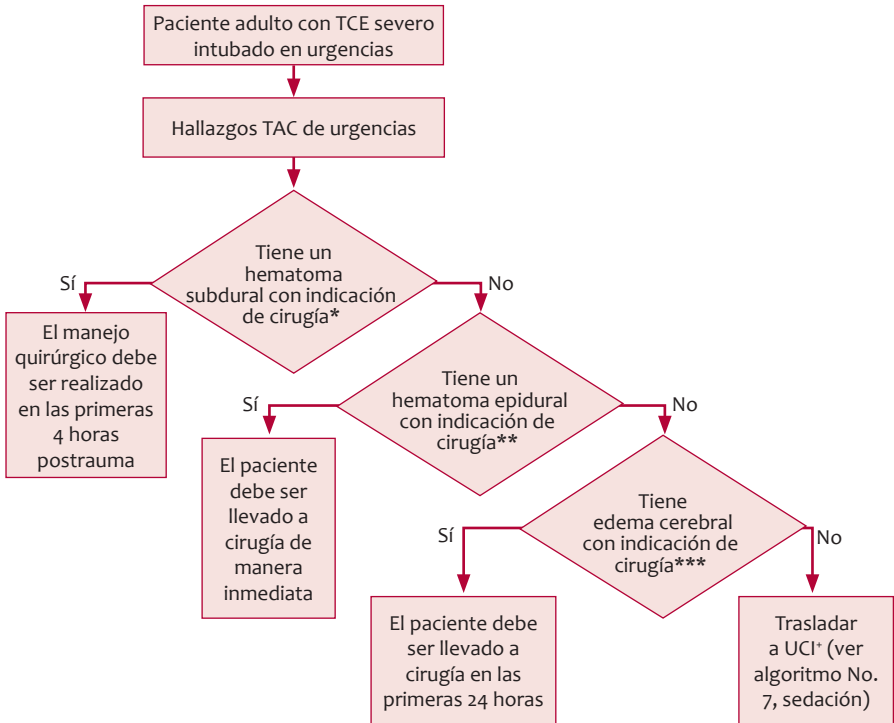 Paciente adulto con TCE severo
intubado en urgencias
Hallazgos TAC de urgencias
Tiene un
hematoma
subdural con indicación
de cirugía*
Sí
No
El manejo
quirúrgico debe
ser realizado
en las primeras
4 horas
postrauma
Tiene un
hematoma epidural
con indicación de
cirugía**
Sí
No
El paciente
debe ser
llevado a
cirugía de
manera
inmediata
Tiene
edema cerebral
con indicación de
cirugía***
Sí
No
El paciente debe
ser llevado a
cirugía en las
primeras 24 horas
Trasladar
a UCI⁺ (ver
algoritmo No.
7, sedación)